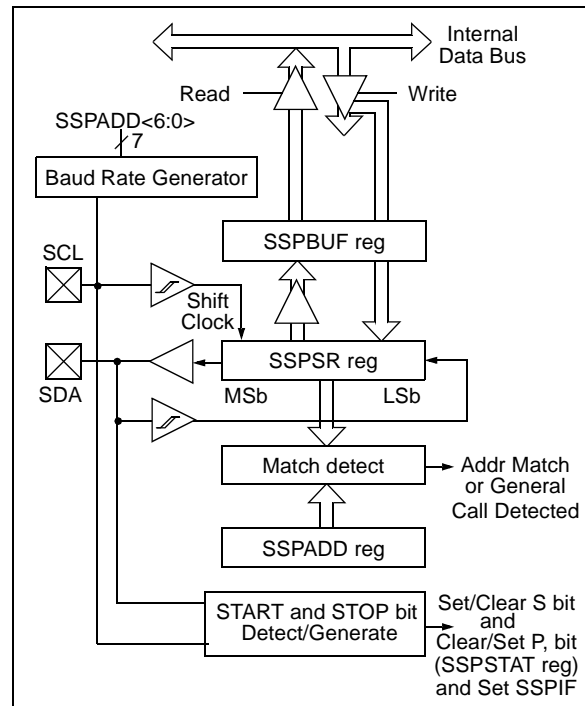 Internal
Data Bus
Read
Write
SSPADD<6:0>
7
Baud Rate Generator
SSPBUF reg
SCL
Shift
Clock
SSPSR reg
SDA
MSb
LSb
Match detect
Addr Match
or General
Call Detected
SSPADD reg
START and STOP bit
Detect/Generate
Set/Clear S bit
and
Clear/Set P, bit
(SSPSTAT reg)
and Set SSPIF